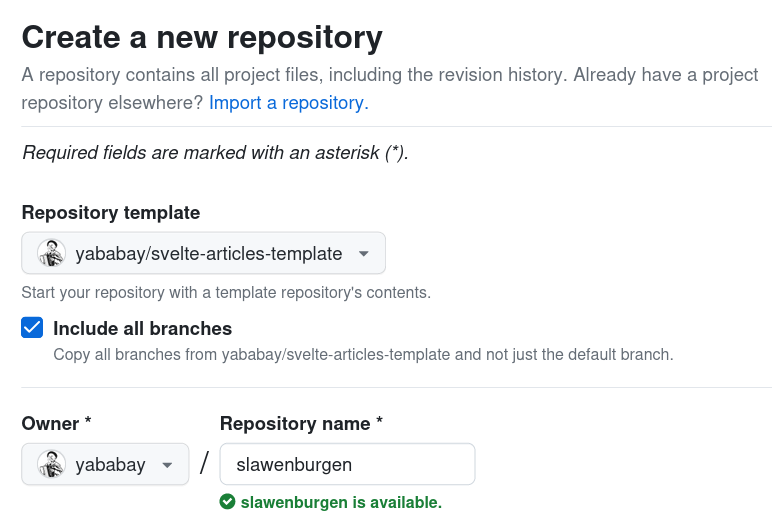 Create a new repository
A repository contains all project files, including the revision history. Already have a project
repository elsewhere? Import a repository.
Required fields are marked with an asterisk (*).
Repository template
yababay/svelte-articles-template
Start your repository with a template repository's contents.
Include all branches
Copy all branches from yababay/svelte-articles-template and not just the default branch.
Owner * Repository name *
yababay / slawenburgen
slawenburgen is available.